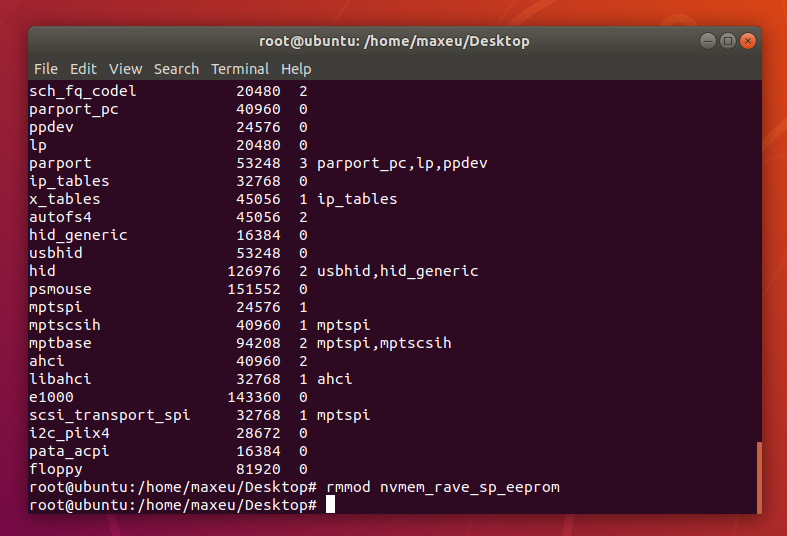 root@ubuntu: /home/maxeu/Desktop
File Edit View Search Terminal Help
sch_fq_codel 20480 2
parport_pc 40960 0
ppdev 24576 0
lp 20480 0
parport 53248 3 parport_pc,lp,ppdev
ip_tables 32768 0
x_tables 45056 1 ip_tables
autofs4 45056 2
hid_generic 16384 0
usbhid 53248 0
hid 126976 2 usbhid,hid_generic
psmouse 151552 0
mptspi 24576 1
mptscsih 40960 1 mptspi
mptbase 94208 2 mptspi,mptscsih
ahci 40960 2
libahci 32768 1 ahci
e1000 143360 0
scsi_transport_spi 32768 1 mptspi
i2c_piix4 28672 0
pata_acpi 16384 0
floppy 81920 0
root@ubuntu:/home/maxeu/Desktop# rmmod nvmem_rave_sp_eeprom
root@ubuntu:/home/maxeu/Desktop#